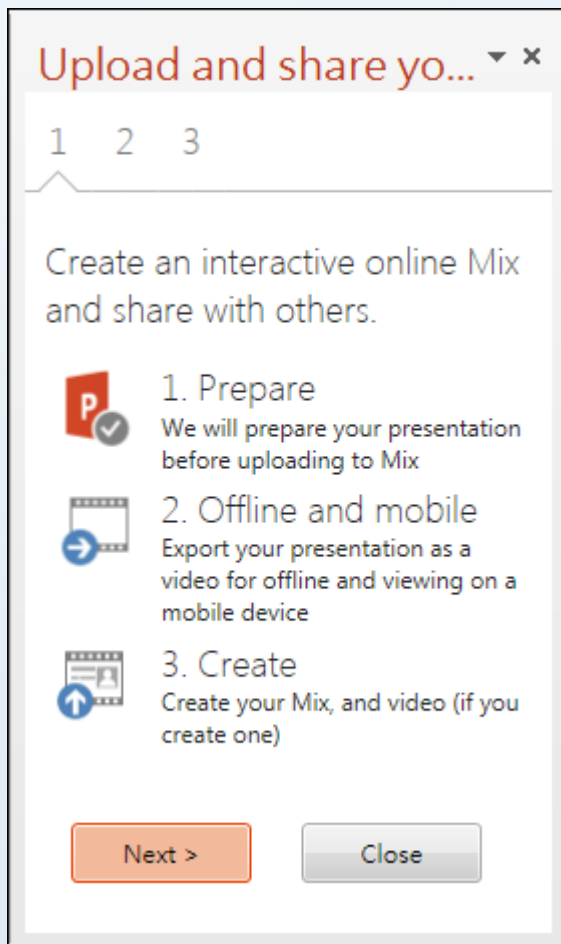 Upload and share yo...
1 2 3
Create an interactive online Mix
and share with others.
P
1. Prepare
We will prepare your presentation
before uploading to Mix
2. Offline and mobile
Export your presentation as a
video for offline and viewing on a
mobile device
3. Create
Create your Mix, and video (if you
create one)
Next >
Close